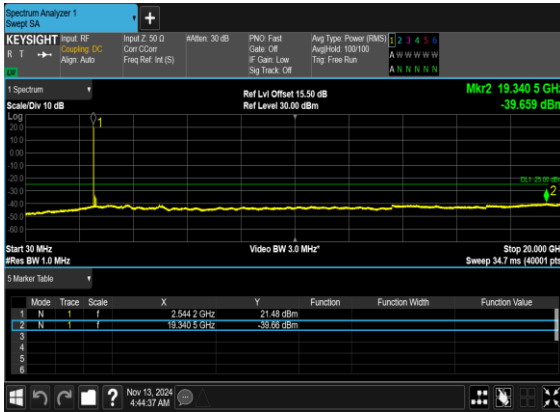 Spectrum Analyzer 1
Swept SA
+
KEYSIGHT Input: RF Input Z: 50 Ω #Atten: 30 dB PNO: Fast Avg Type: Power (RMS) 1 2 3 4 5 6
R T Coupling: DC Corr CCorr Gate: Off Avg|Hold: 100/100 A W W W W W
Align: Auto Freq Ref: Int (S) IF Gain: Low Trig: Free Run
Sig Track: Off A N N N N N
1 Spectrum Ref Lvl Offset 15.50 dB Mkr2 19.340 5 GHz
Scale/Div 10 dB Ref Level 30.00 dBm -39.659 dBm
Log
1
20.0
10.0
0.00
-10.0
-20.0
DL1 -25.00 dBm
-30.0
2
-40.0
-50.0
-60.0
Start 30 MHz Video BW 3.0 MHz* Stop 20.000 GHz
#Res BW 1.0 MHz Sweep 34.7 ms (40001 pts)
5 Marker Table
Mode Trace Scale X Y Function Function Width Function Value
1 N 1 f 2.544 2 GHz 21.48 dBm
2 N 1 f 19.340 5 GHz -39.66 dBm
3
4
5
6
? Nov 13, 2024
4:44:37 AM